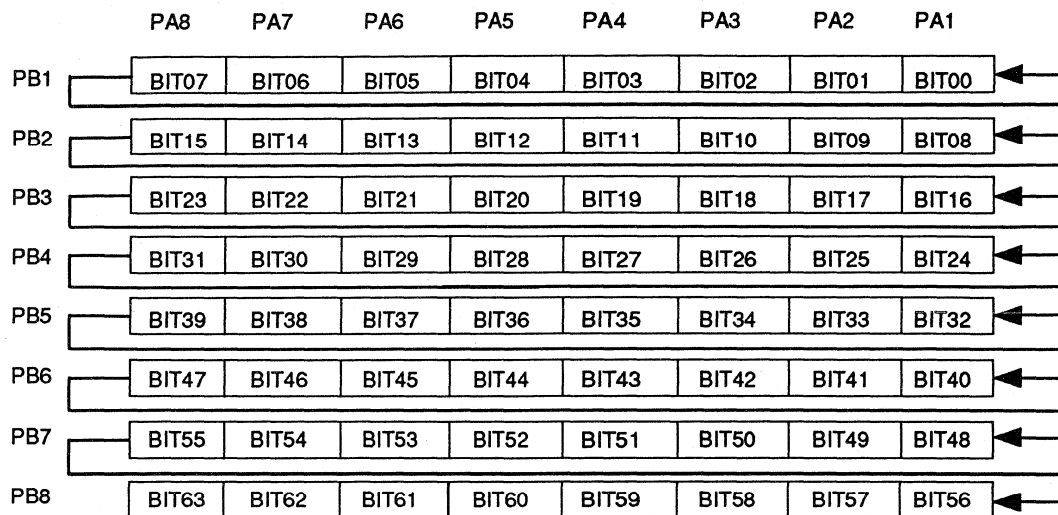 PA8 PA7 PA6 PA5 PA4 PA3 PA2 PA1
PB1 BIT07 BIT06 BIT05 BIT04 BIT03 BIT02 BIT01 BIT00
PB2 BIT15 BIT14 BIT13 BIT12 BIT11 BIT10 BIT09 BIT08
PB3 BIT23 BIT22 BIT21 BIT20 BIT19 BIT18 BIT17 BIT16
PB4 BIT31 BIT30 BIT29 BIT28 BIT27 BIT26 BIT25 BIT24
PB5 BIT39 BIT38 BIT37 BIT36 BIT35 BIT34 BIT33 BIT32
PB6 BIT47 BIT46 BIT45 BIT44 BIT43 BIT42 BIT41 BIT40
PB7 BIT55 BIT54 BIT53 BIT52 BIT51 BIT50 BIT49 BIT48
PB8 BIT63 BIT62 BIT61 BIT60 BIT59 BIT58 BIT57 BIT56